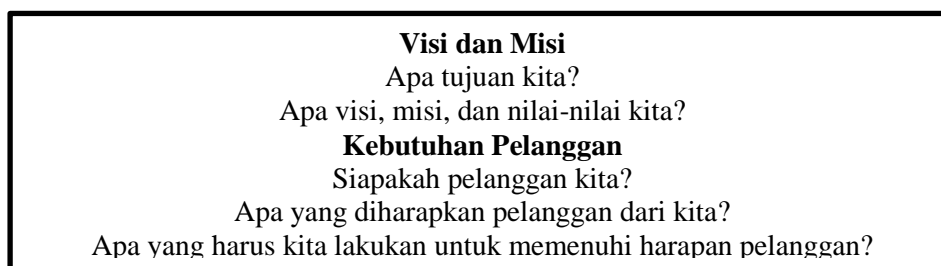 Visi dan Misi
Apa tujuan kita?
Apa visi, misi, dan nilai-nilai kita?
Kebutuhan Pelanggan
Siapakah pelanggan kita?
Apa yang diharapkan pelanggan dari kita?
Apa yang harus kita lakukan untuk memenuhi harapan pelanggan?